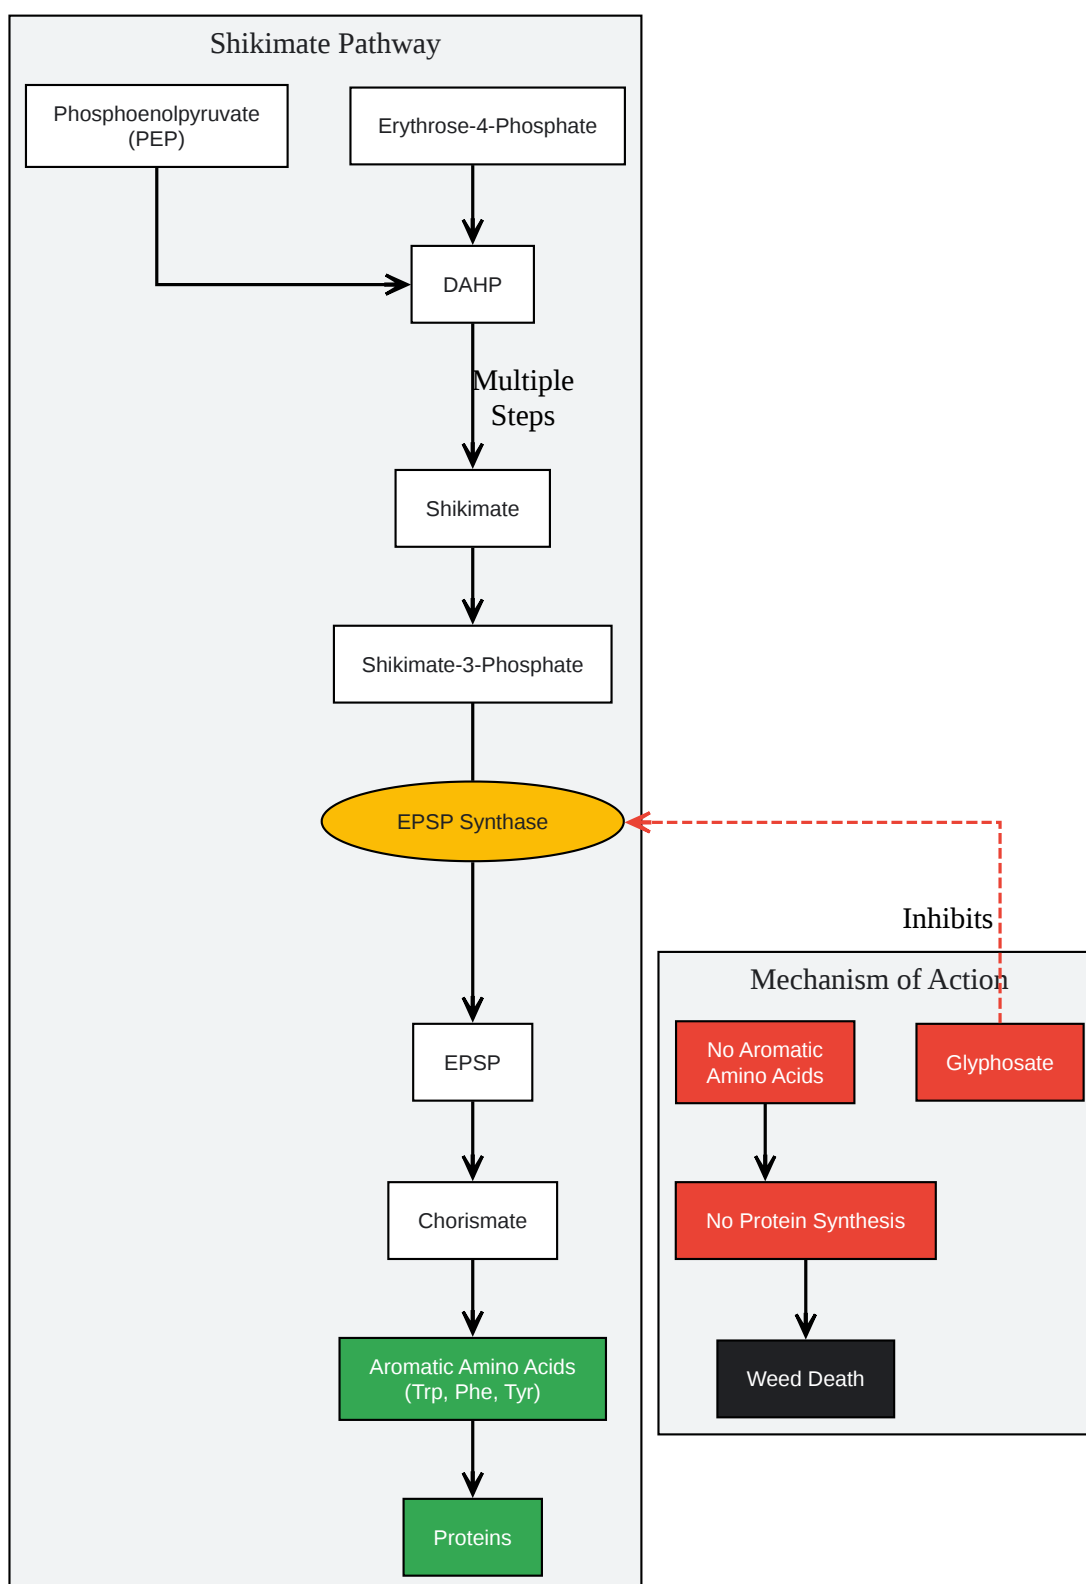 Shikimate Pathway
Phosphoenolpyruvate
(PEP)
Erythrose-4-Phosphate
DAHP
Multiple
Steps
Shikimate
Shikimate-3-Phosphate
EPSP Synthase
Inhibits
Mechanism of Action
No Aromatic
Amino Acids
Glyphosate
EPSP
No Protein Synthesis
Chorismate
Weed Death
Aromatic Amino Acids
(Trp, Phe, Tyr)
Proteins